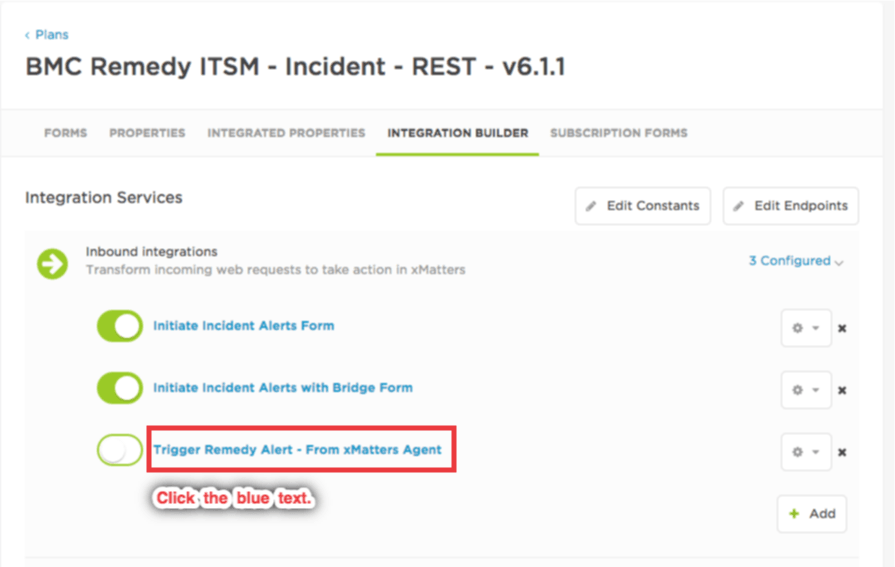 ‹ Plans
BMC Remedy ITSM - Incident - REST - v6.1.1
FORMS PROPERTIES INTEGRATED PROPERTIES INTEGRATION BUILDER SUBSCRIPTION FORMS
Integration Services
Edit Constants Edit Endpoints
Inbound integrations
Transform incoming web requests to take action in xMatters
3 Configured
Initiate Incident Alerts Form
Initiate Incident Alerts with Bridge Form
Trigger Remedy Alert - From xMatters Agent
Click the blue text.
+ Add